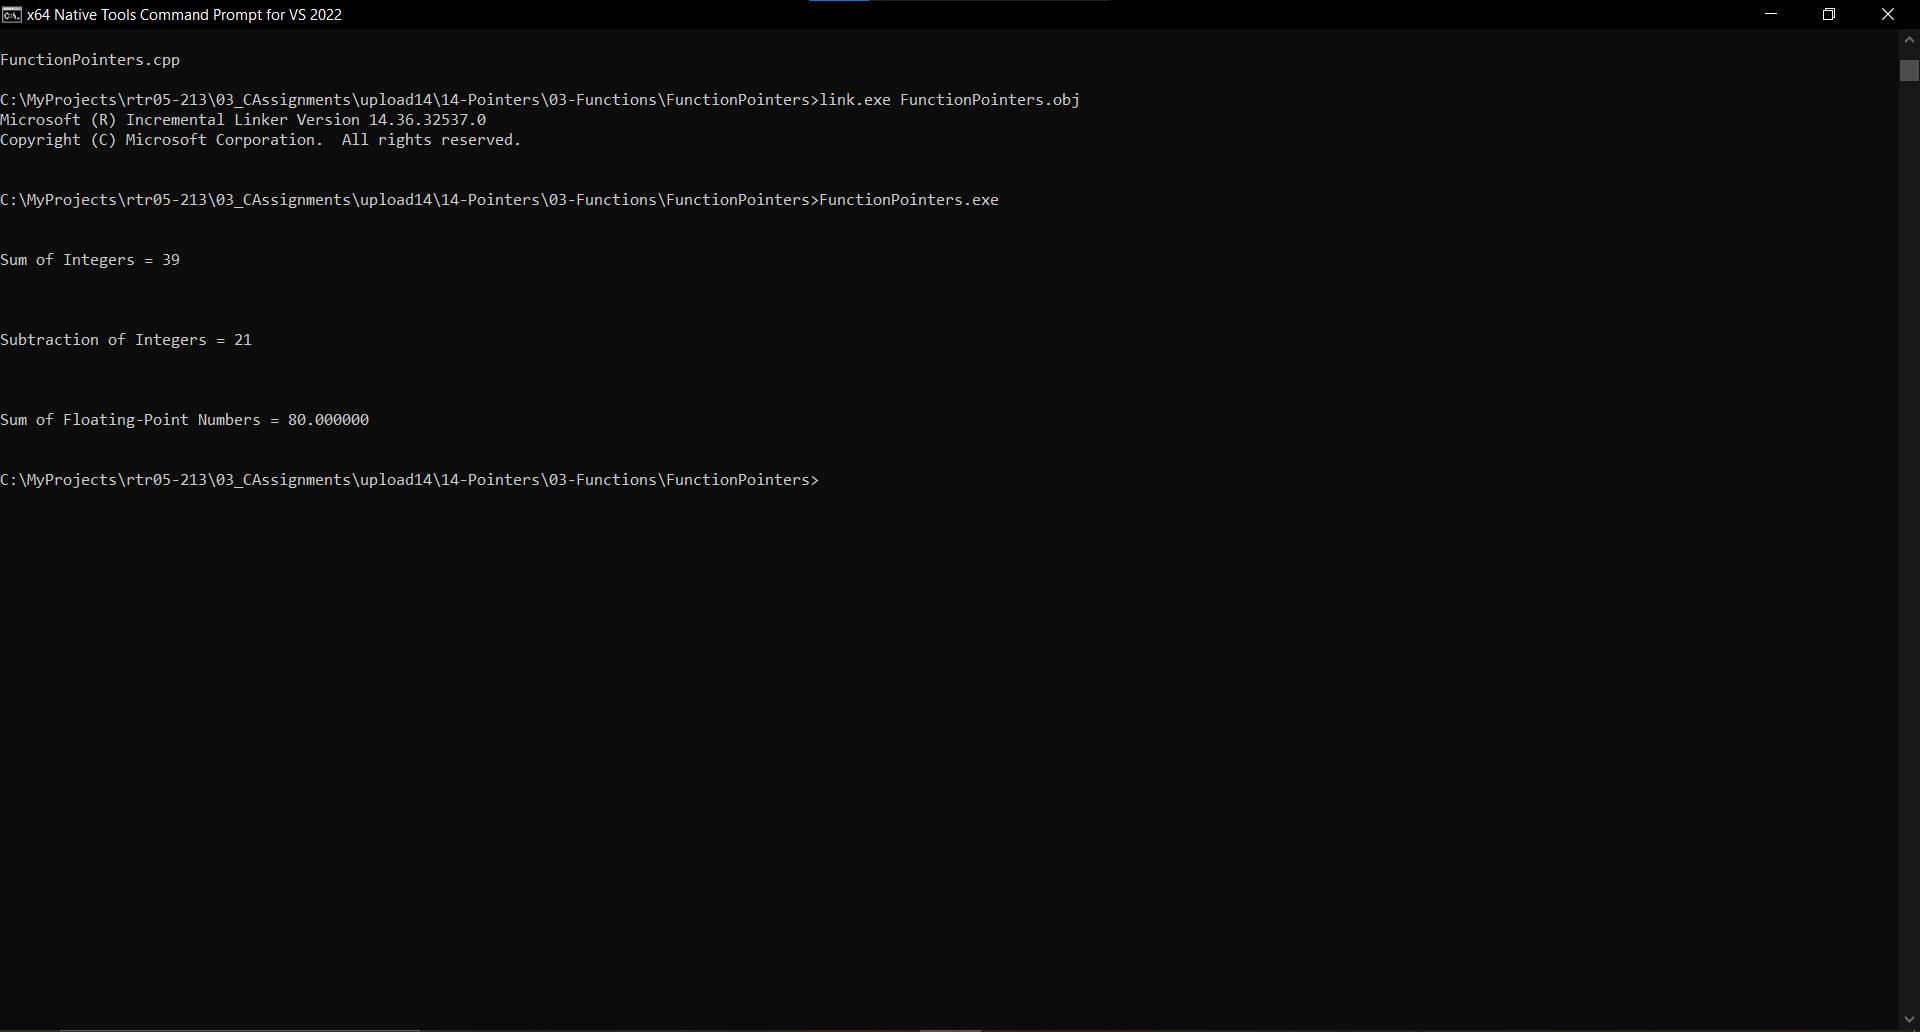 x64 Native Tools Command Prompt for VS 2022
FunctionPointers.cpp
C:\MyProjects\rtr05-213\03_CAssignments\upload14\14-Pointers\03-Functions\FunctionPointers>link.exe FunctionPointers.obj
Microsoft (R) Incremental Linker Version 14.36.32537.0
Copyright (C) Microsoft Corporation.  All rights reserved.
C:\MyProjects\rtr05-213\03_CAssignments\upload14\14-Pointers\03-Functions\FunctionPointers>FunctionPointers.exe
Sum of Integers = 39
Subtraction of Integers = 21
Sum of Floating-Point Numbers = 80.000000
C:\MyProjects\rtr05-213\03_CAssignments\upload14\14-Pointers\03-Functions\FunctionPointers>